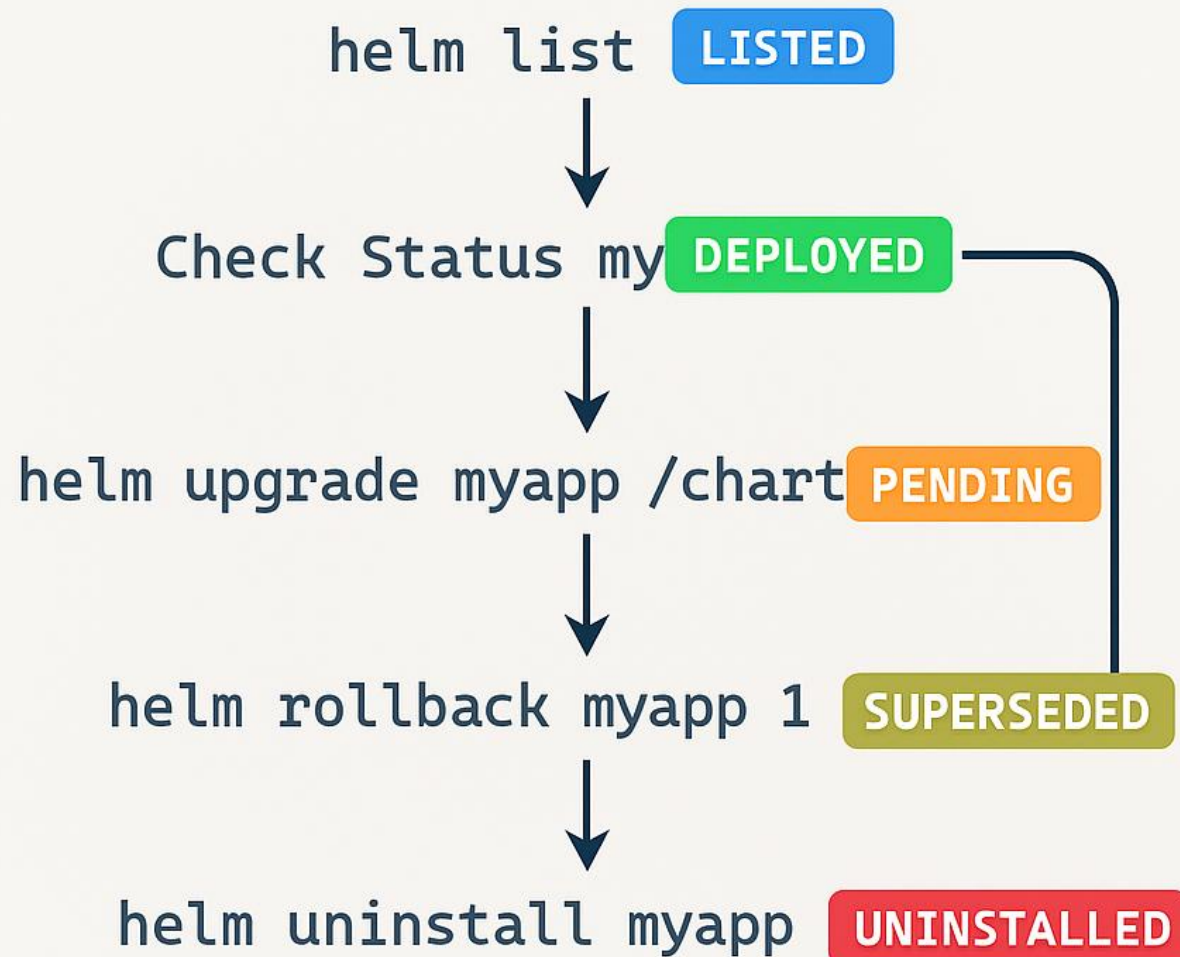 helm list LISTED
Check Status my DEPLOYED
helm upgrade myapp /chart PENDING
helm rollback myapp 1 SUPERSEDED
helm uninstall myapp UNINSTALLED